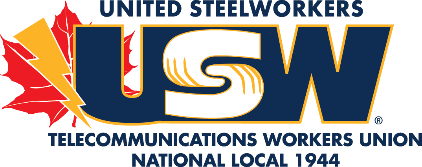 UNITED STEELWORKERS
USW®
TELECOMMUNICATIONS WORKERS UNION
NATIONAL LOCAL 1944